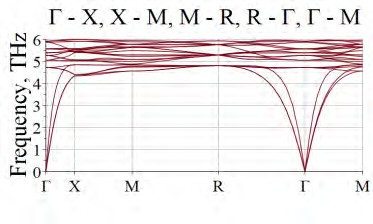 Γ - X, X - M, M - R, R - Γ, Γ - M
Frequency, THz
6
5
4
3
2
1
0
Γ X M R Γ M